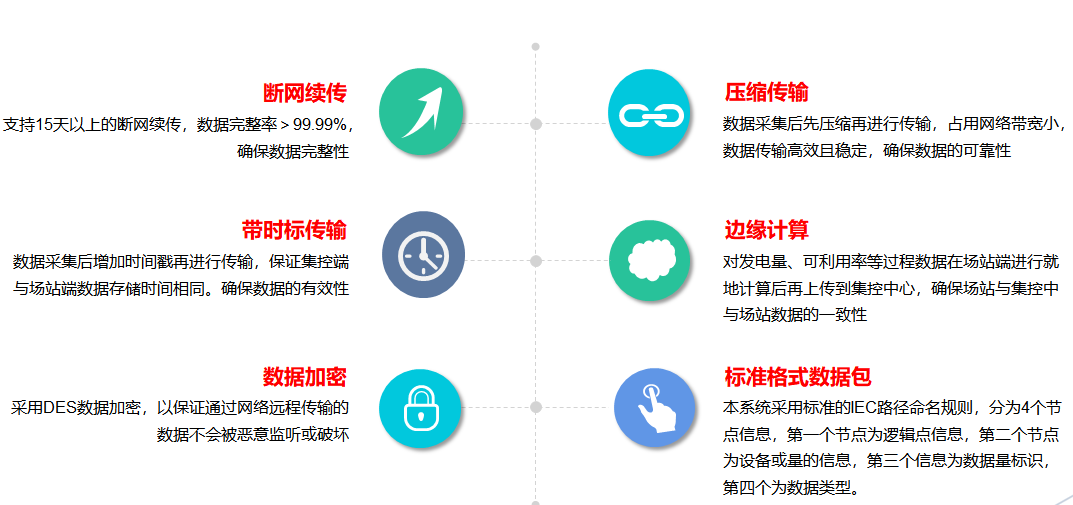 断网续传
支持15天以上的断网续传，数据完整率＞99.99%，
确保数据完整性
压缩传输
数据采集后先压缩再进行传输，占用网络带宽小，
数据传输高效且稳定，确保数据的可靠性
带时标传输
数据采集后增加时间戳再进行传输，保证集控端
与场站端数据存储时间相同。确保数据的有效性
边缘计算
对发电量、可利用率等过程数据在场站端进行就
地计算后再上传到集控中心，确保场站与集控中
与场站数据的一致性
数据加密
采用DES数据加密，以保证通过网络远程传输的
数据不会被恶意监听或破坏
标准格式数据包
本系统采用标准的IEC路径命名规则，分为4个节
点信息，第一个节点为逻辑点信息，第二个节点
为设备或量的信息，第三个信息为数据量标识，
第四个为数据类型。